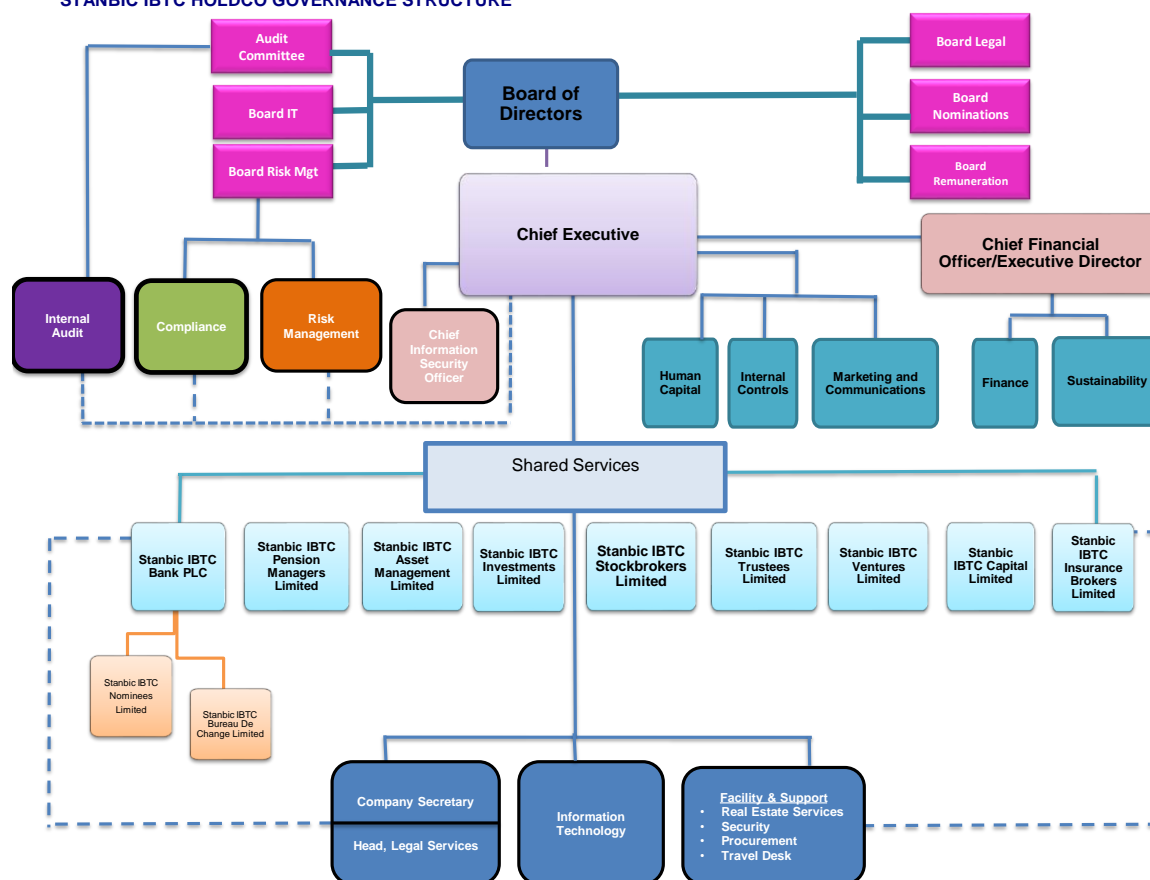 STANBIC IBTC HOLDCO GOVERNANCE STRUCTURE
Audit
Committee
Board IT
Board Risk Mgt
Board of
Directors
Board Legal
Board
Nominations
Board
Remuneration
Chief Executive
Chief Financial
Officer/Executive Director
Internal
Audit
Compliance
Risk
Management
Chief
Information
Security
Officer
Human
Capital
Internal
Controls
Marketing and
Communications
Finance
Sustainability
Shared Services
Stanbic IBTC
Bank PLC
Stanbic IBTC
Pension
Managers
Limited
Stanbic IBTC
Asset
Management
Limited
Stanbic IBTC
Investments
Limited
Stanbic IBTC
Stockbrokers
Limited
Stanbic IBTC
Trustees
Limited
Stanbic IBTC
Ventures
Limited
Stanbic
IBTC Capital
Limited
Stanbic
IBTC
Insurance
Brokers
Limited
Stanbic IBTC
Nominees
Limited
Stanbic IBTC
Bureau De
Change Limited
Company Secretary
Head, Legal Services
Information
Technology
Facility & Support
• Real Estate Services
• Security
• Procurement
• Travel Desk